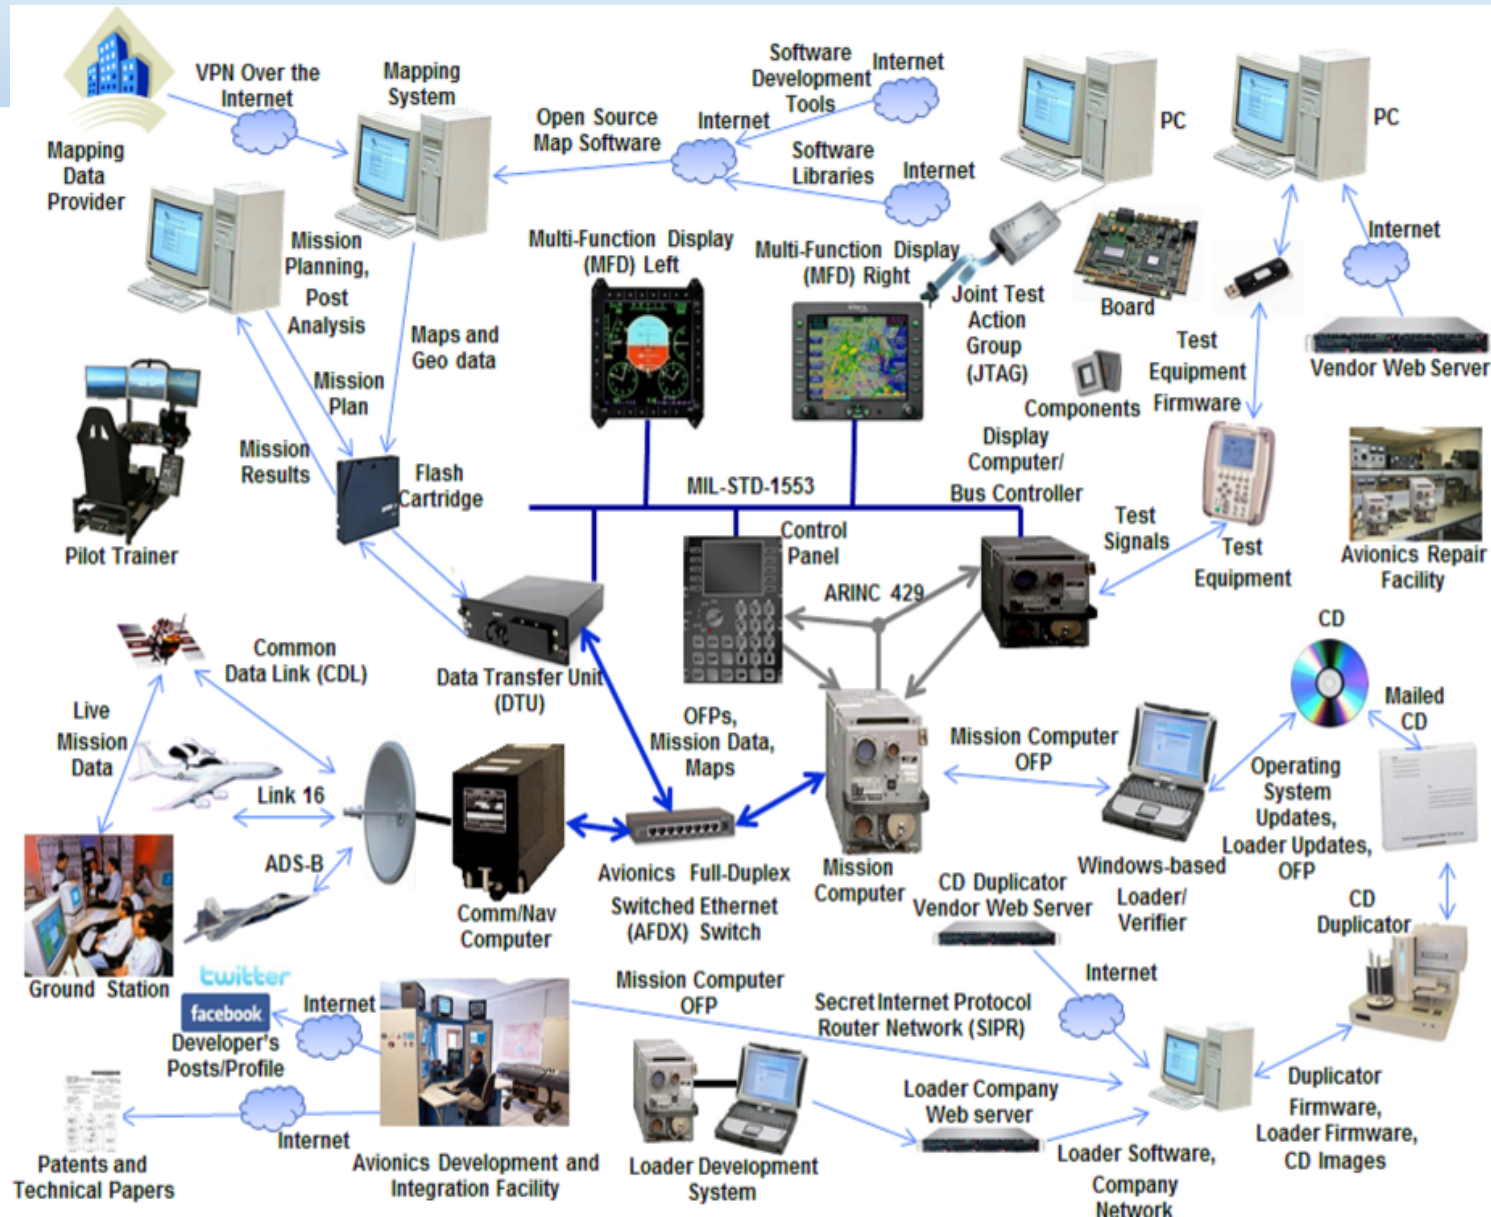 VPN Over the
Internet
Mapping
System
Mapping
Data
Provider
Open Source
Map Software
Internet
Software
Development
Tools
Internet
Software
Libraries
Internet
PC
PC
Internet
Vendor Web Server
Mission
Planning,
Post
Analysis
Maps and
Geo data
Mission
Plan
Mission
Results
Flash
Cartridge
Pilot Trainer
Multi-Function Display
(MFD) Left
Multi-Function Display
(MFD) Right
Joint Test
Action
Group
(JTAG)
Board
Components
Test
Equipment
Firmware
Display
Computer/
Bus Controller
MIL-STD-1553
Control
Panel
ARINC 429
Test
Signals
Test
Equipment
Avionics Repair
Facility
Data Transfer Unit
(DTU)
Common
Data Link (CDL)
Live
Mission
Data
Link 16
ADS-B
Ground Station
Comm/Nav
Computer
OFPs,
Mission Data,
Maps
Avionics Full-Duplex
Switched Ethernet
(AFDX) Switch
Mission
Computer
Mission Computer
OFP
Windows-based
Loader/
Verifier
CD
Mailed
CD
Operating
System
Updates,
Loader Updates,
OFP
CD
Duplicator
CD Duplicator
Vendor Web Server
Internet
twitter
facebook
Developer's
Posts/Profile
Internet
Internet
Patents and
Technical Papers
Avionics Development and
Integration Facility
Mission Computer
OFP
Secret Internet Protocol
Router Network (SIPR)
Loader Development
System
Loader Company
Web server
Loader Software,
Company
Network
Duplicator
Firmware,
Loader Firmware,
CD Images